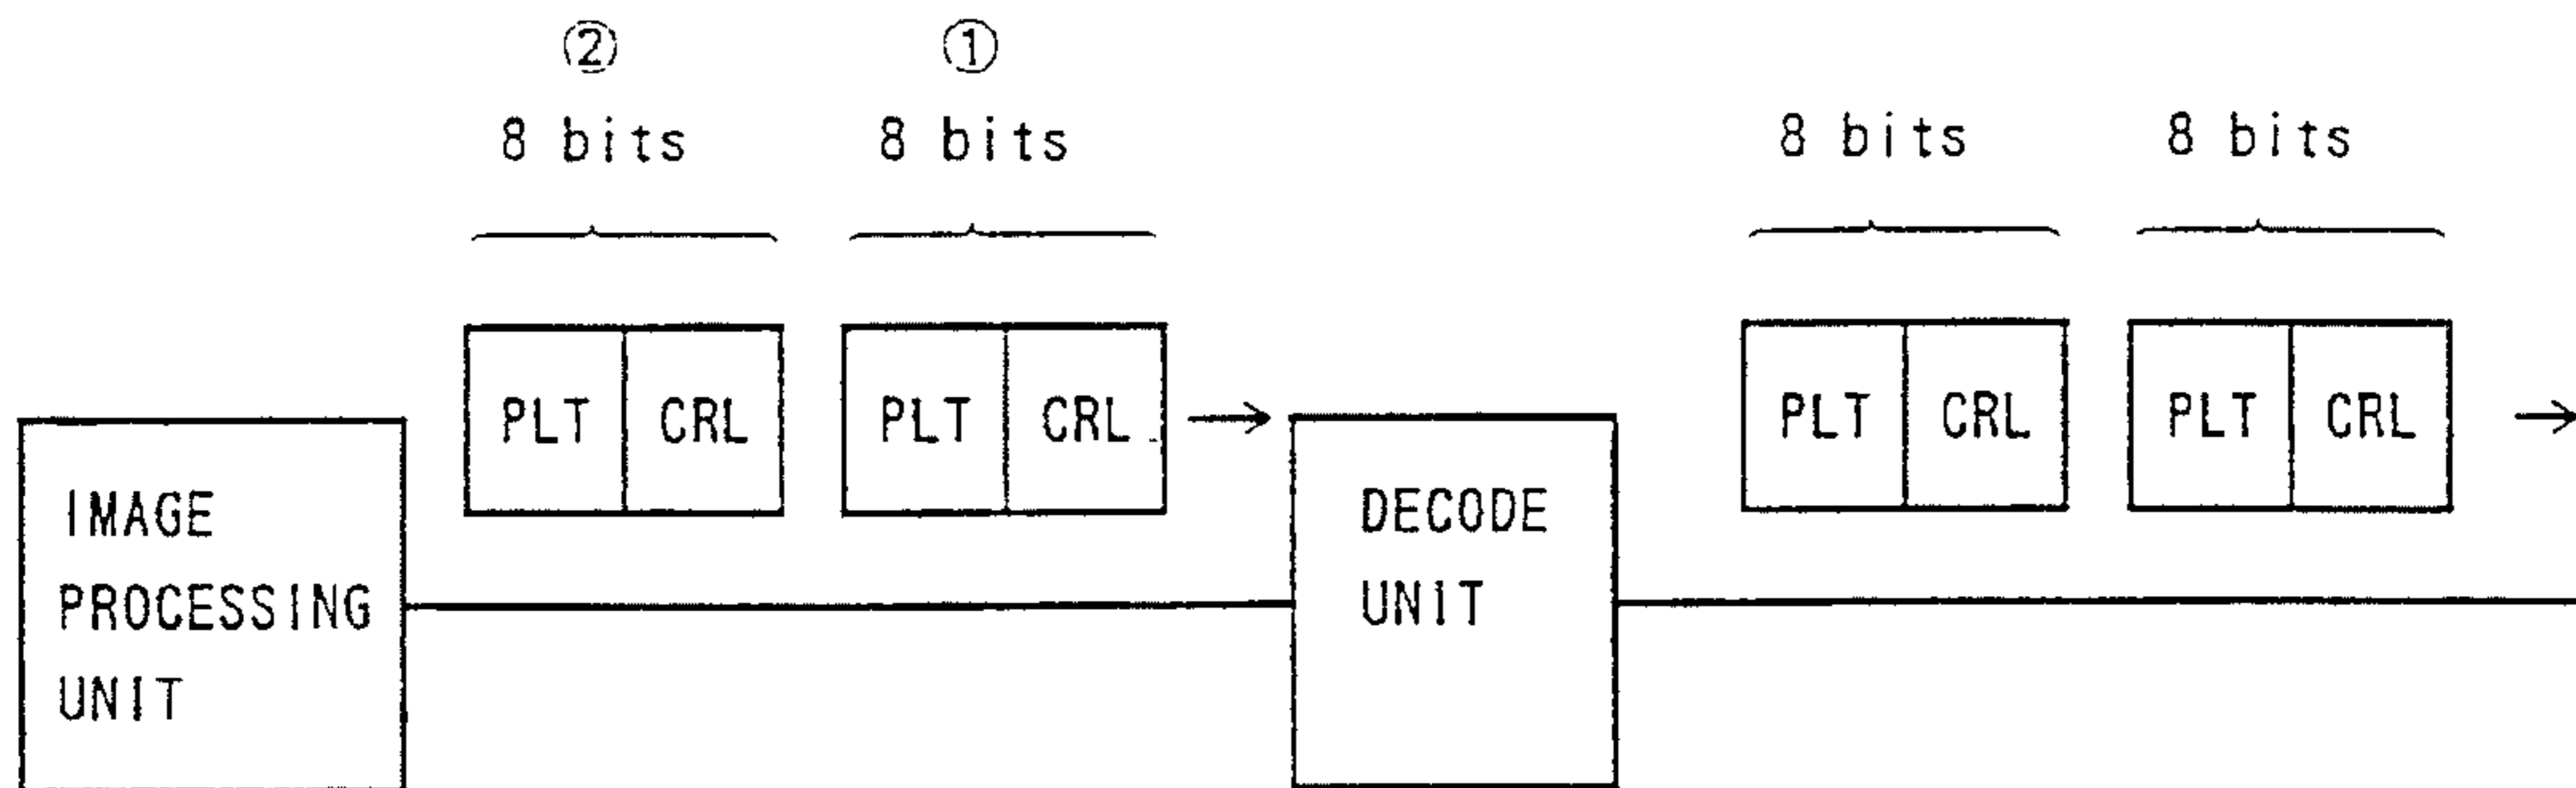 ② ①
8 bits 8 bits 8 bits 8 bits
PLT CRL PLT CRL PLT CRL PLT CRL
IMAGE
PROCESSING
UNIT
DECODE
UNIT